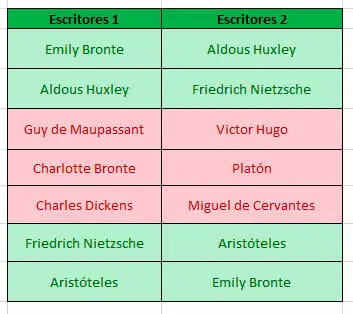 Escritores 1 Escritores 2
Emily Bronte Aldous Huxley
Aldous Huxley Friedrich Nietzsche
Guy de Maupassant Victor Hugo
Charlotte Bronte Platón
Charles Dickens Miguel de Cervantes
Friedrich Nietzsche Aristóteles
Aristóteles Emily Bronte